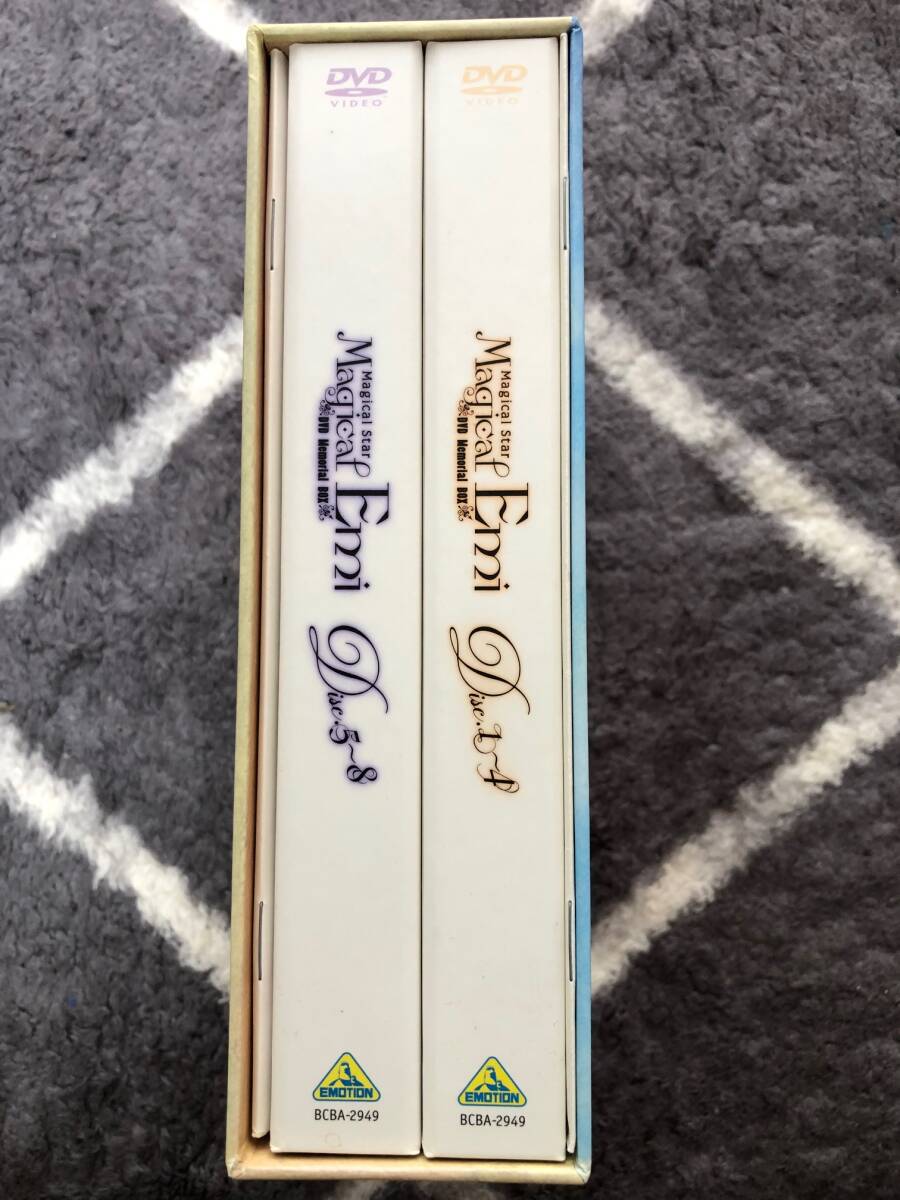 DVD
VIDEO
Magical Star
Magical Emi
DVD Memorial BOX
Disc.5~8
EMOTION
BCBA-2949
DVD
VIDEO
Magical Star
Magical Emi
DVD Memorial BOX
Disc.1~4
EMOTION
BCBA-2949